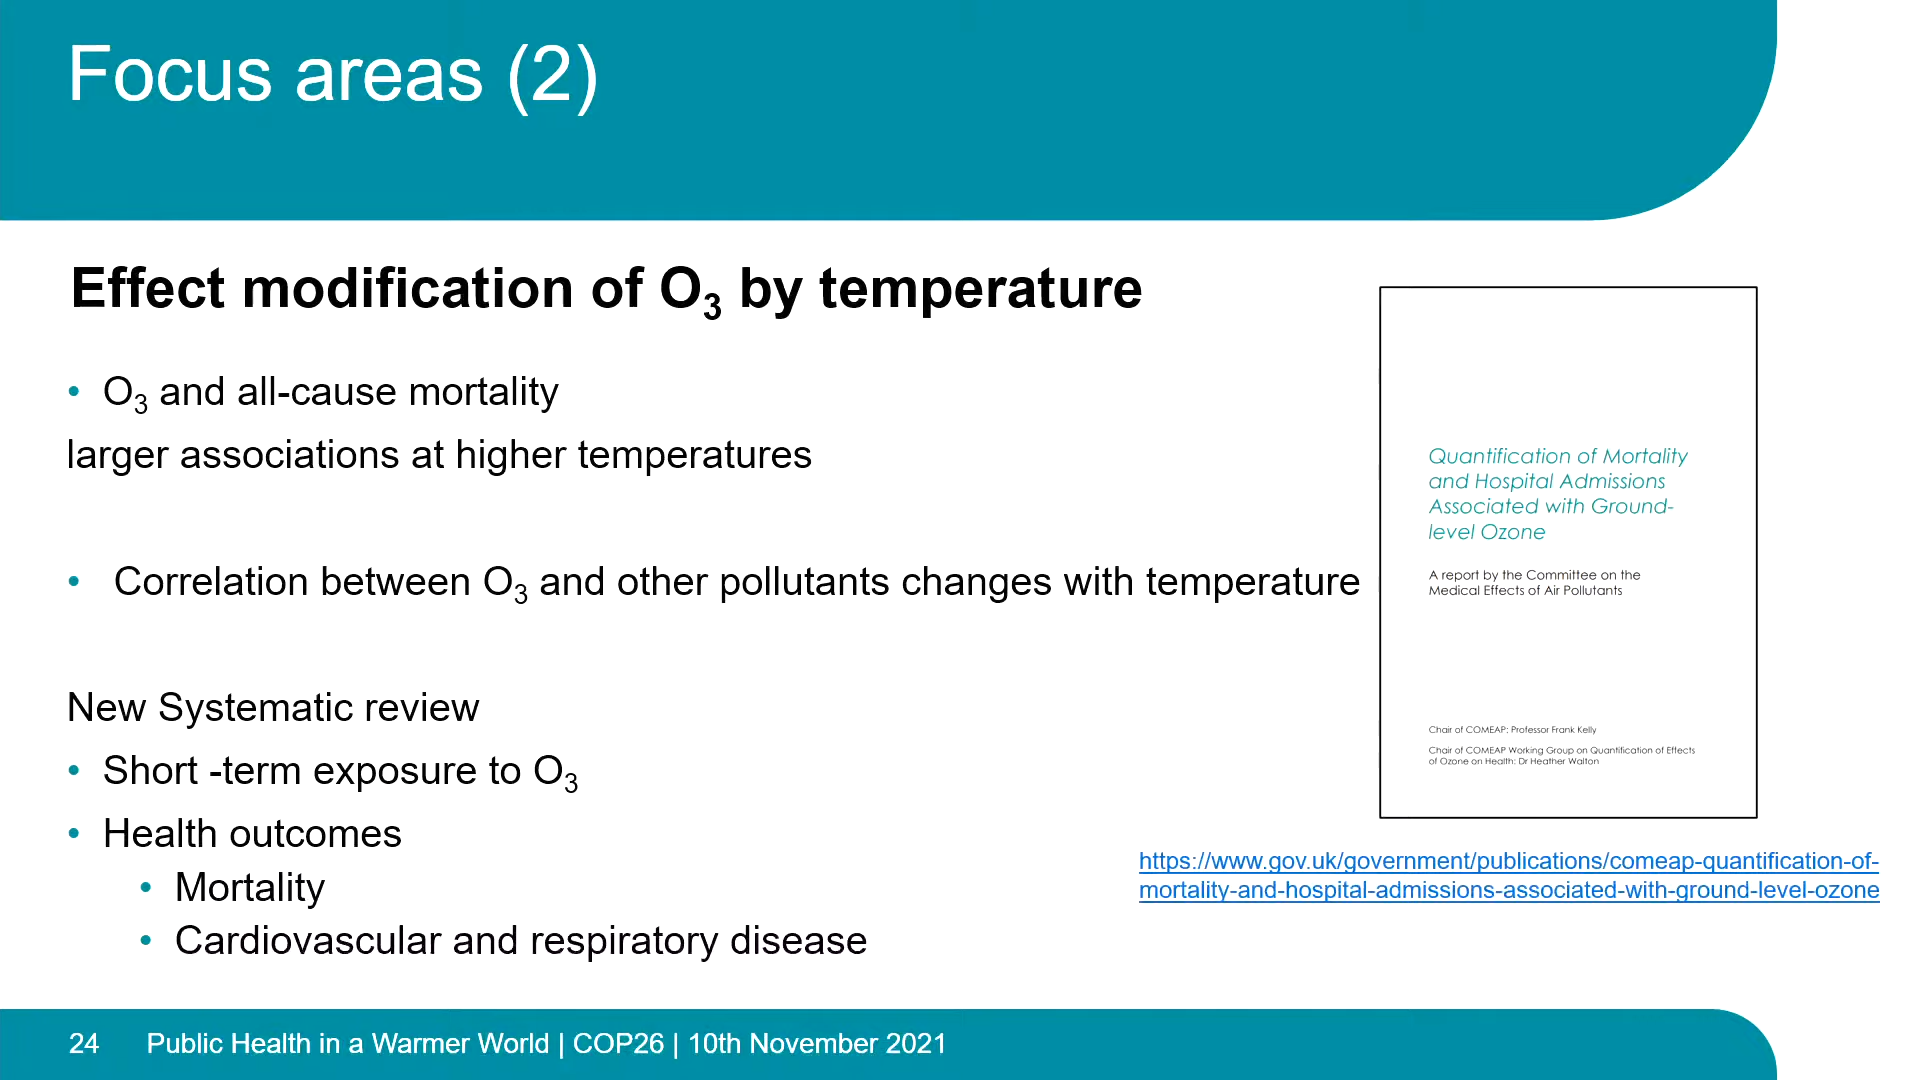 Focus areas (2)
Effect modification of O₃ by temperature
• O₃ and all-cause mortality
larger associations at higher temperatures
• Correlation between O₃ and other pollutants changes with temperature
New Systematic review
• Short -term exposure to O₃
• Health outcomes
• Mortality
• Cardiovascular and respiratory disease
Quantification of Mortality
and Hospital Admissions
Associated with Ground-
level Ozone
A report by the Committee on the
Medical Effects of Air Pollutants
Chair of COMEAP: Professor Frank Kelly
Chair of COMEAP Working Group on Quantification of Effects
of Ozone on Health: Dr Heather Walton
https://www.gov.uk/government/publications/comeap-quantification-of-
mortality-and-hospital-admissions-associated-with-ground-level-ozone
24 Public Health in a Warmer World | COP26 | 10th November 2021